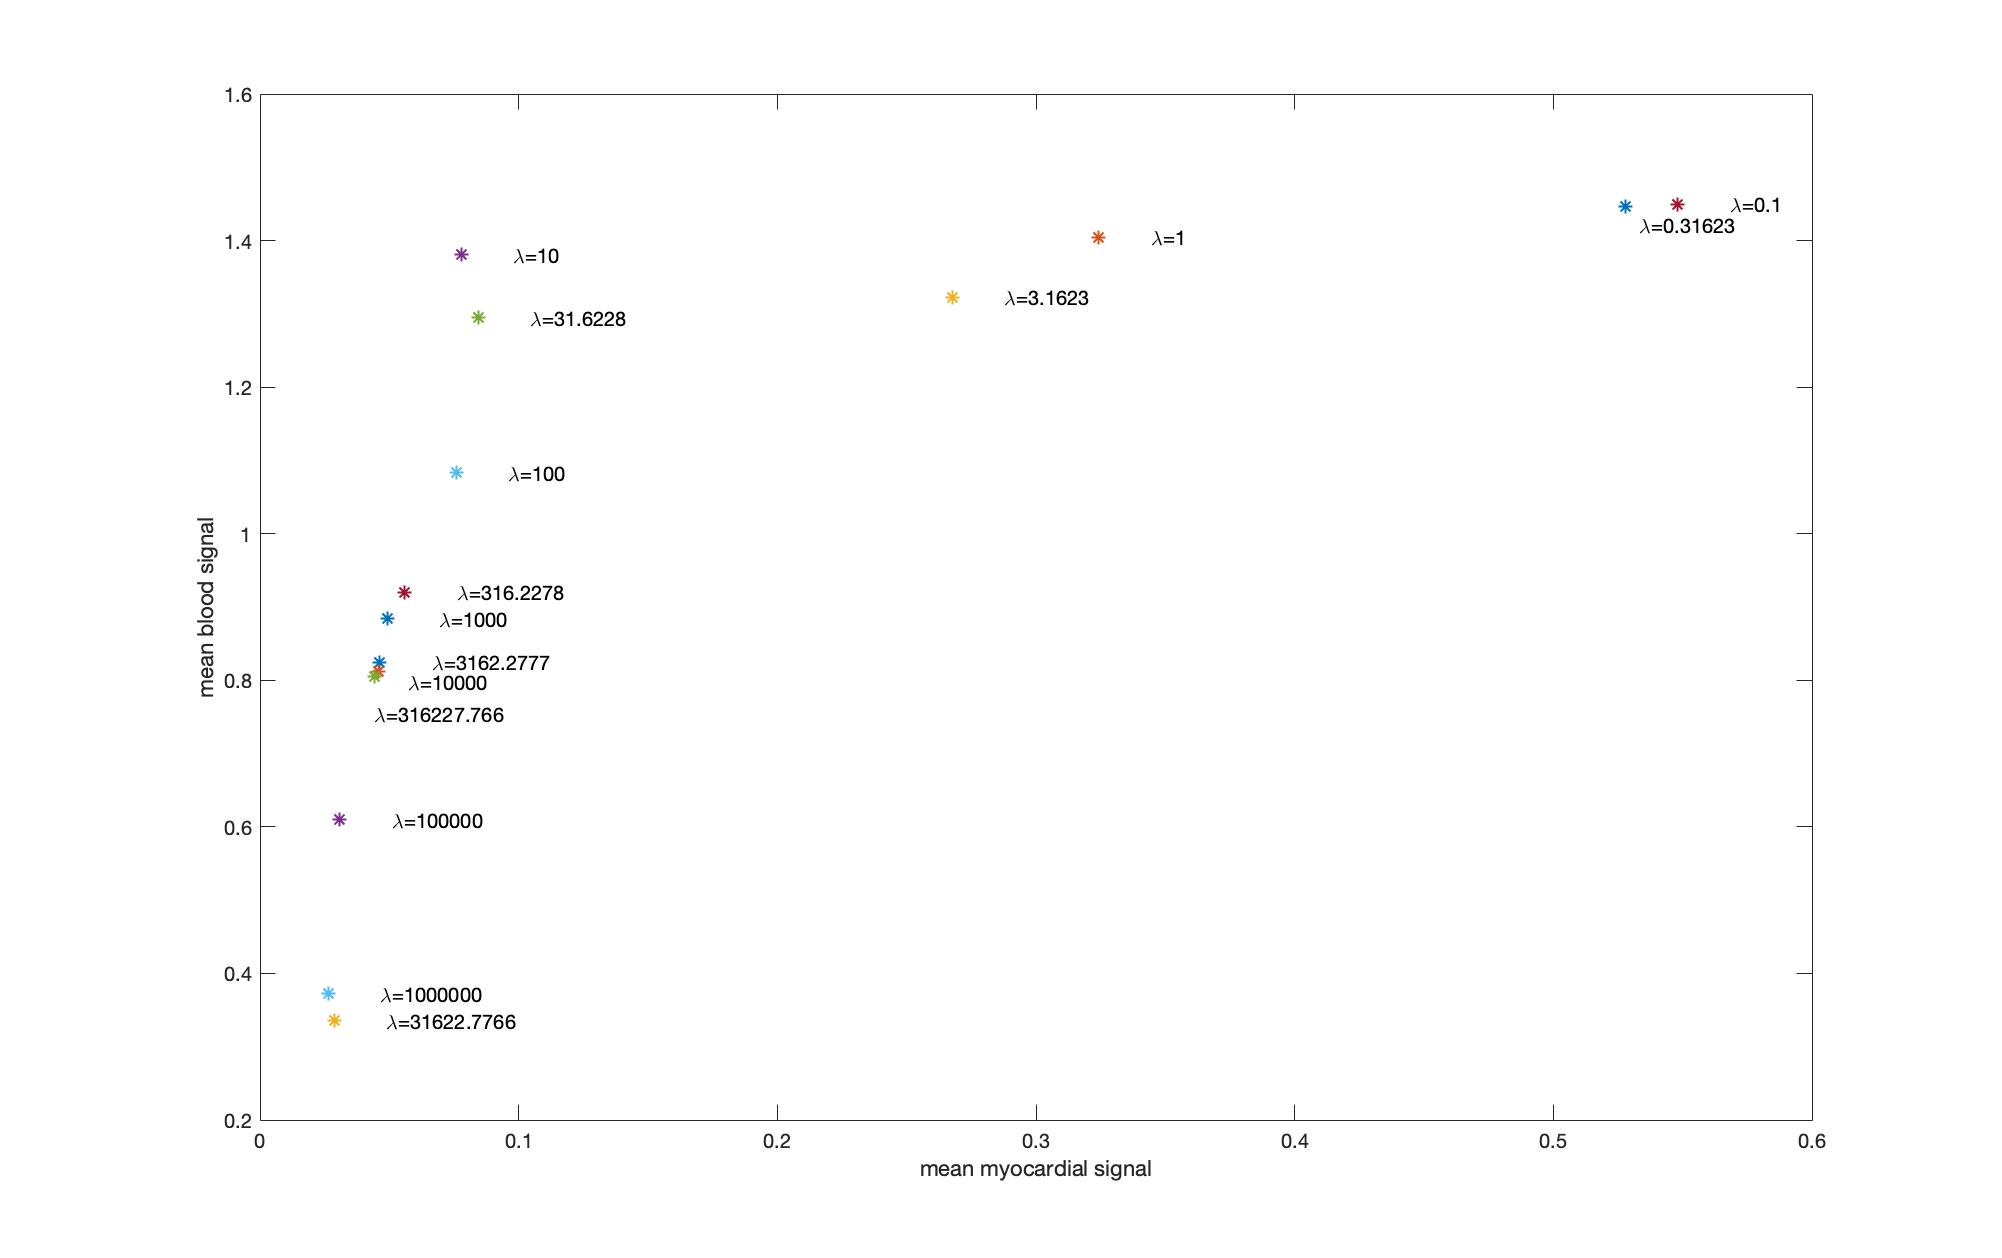 1.6
1.4
1.2
1
0.8
0.6
0.4
0.2
mean blood signal
λ=0.1
λ=0.31623
λ=1
λ=10
λ=3.1623
λ=31.6228
λ=100
λ=316.2278
λ=1000
λ=3162.2777
λ=10000
λ=316227.766
λ=100000
λ=1000000
λ=31622.7766
0 0.1 0.2 0.3 0.4 0.5 0.6
mean myocardial signal